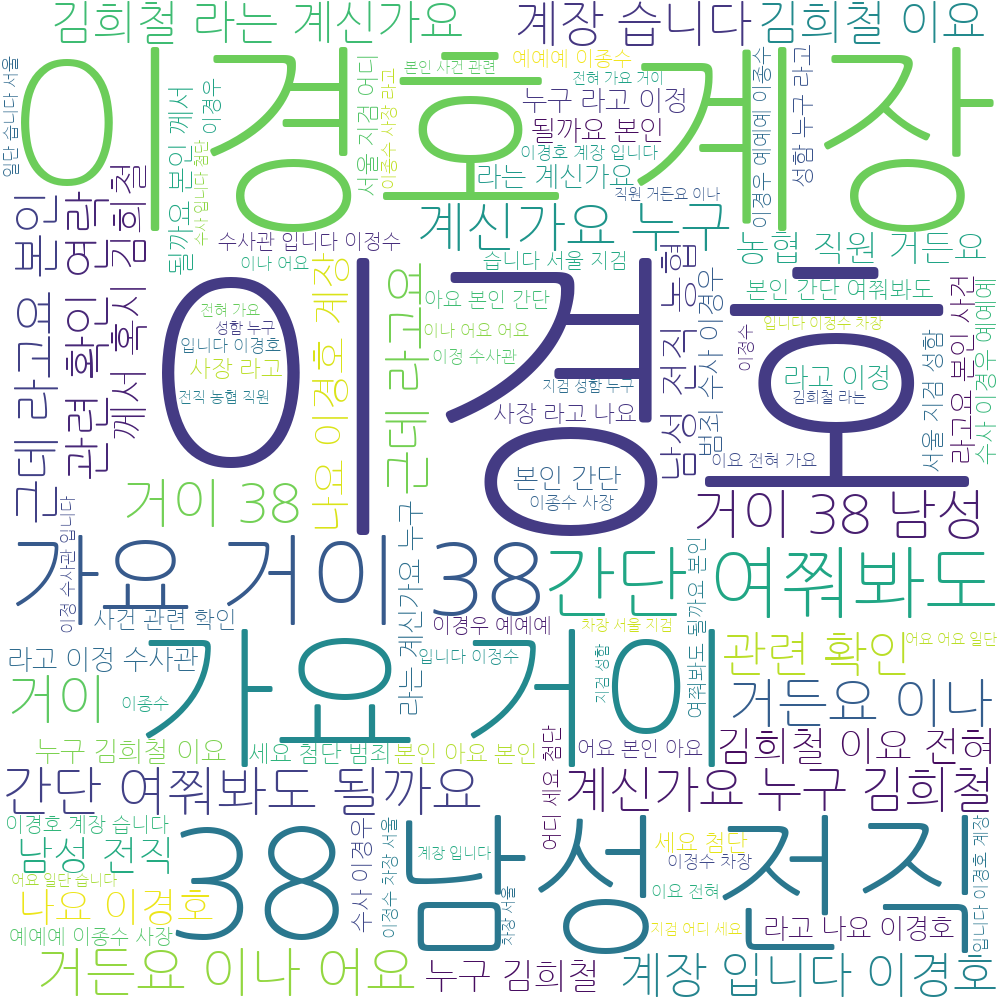 김희철 라는 계신가요
계장 습니다
김희철 이요
이경호 계장
예예예 이종수
본인 사건 관련
전혀 가요 거이
누구 라고 이정
될까요 본인
이경호 계장 입니다
라는 계신가요
직원 거든요 이나
일단 습니다 서울
될까요 본인 께서
이경우
수사 입니다 첨단
서울 지검 어디
이종수 사장 라고
이경우 예예예 이종수
성함 누구 라고
계신가요 누구
농협 직원 거든요
수사관 입니다 이정수
이나 어요
습니다 서울 지검
본인 연락
김희철
이경호
전혀 가요
성함 누구
입니다 이경호
사장 라고
전직 농협 직원
아요 본인 간단
이나 어요 어요
이정 수사관
본인 간단 여쭤봐도
입니다 이정수 차장
이정수
라고 이정
김희철 라는
지검 성함 누구
사장 라고 나요
이요 전혀 가요
본인 간단
이종수 사장
근데 라고요
관련 확인
께서 혹시
나요 이경호 계장
근데 라고요
남성 전직 농협
범죄 수사 이경우
서울 지검 성함
라고요 본인 사건
수사 이경우 예예예
거이 38
거이 38 남성
가요 거이 38
간단 여쭤봐도
이정 수사관 입니다
사건 관련 확인
라는 계신가요 누구
이경우 예예예
차장 서울 지검
여쭤봐도 될까요 본인
가요 거이
라고 이정 수사관
입니다 이정수
지검 성함
관련 확인
어요 어요 일단
거이
이종수
거든요 이나
누구 김희철 이요
세요 첨단 범죄
본인 아요 본인
어요 본인 아요
김희철 이요 전혀
간단 여쭤봐도 될까요
어디 세요 첨단
계신가요 누구 김희철
38 남성 전직
이경호 계장 습니다
남성 전직
어요 일단 습니다
나요 이경호
예예예 이종수 사장
수사 이경우
이정수 차장 서울
계장 입니다
차장 서울
세요 첨단
이정수 차장
이요 전혀
지검 어디 세요
라고 나요 이경호
입니다 이경호 계장
거든요 이나 어요
누구 김희철
계장 입니다 이경호